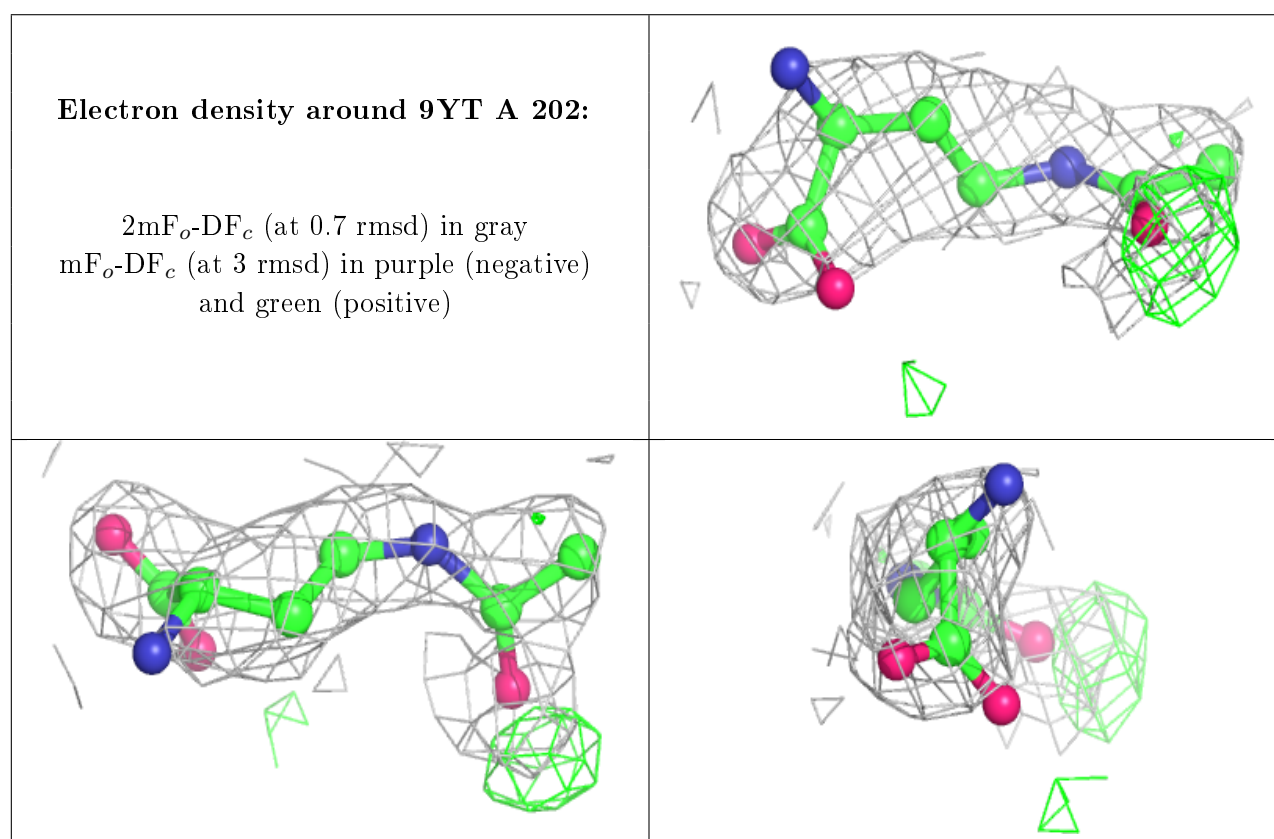 Electron density around 9YT A 202:
2mFo-DFc (at 0.7 rmsd) in gray
mFo-DFc (at 3 rmsd) in purple (negative)
and green (positive)